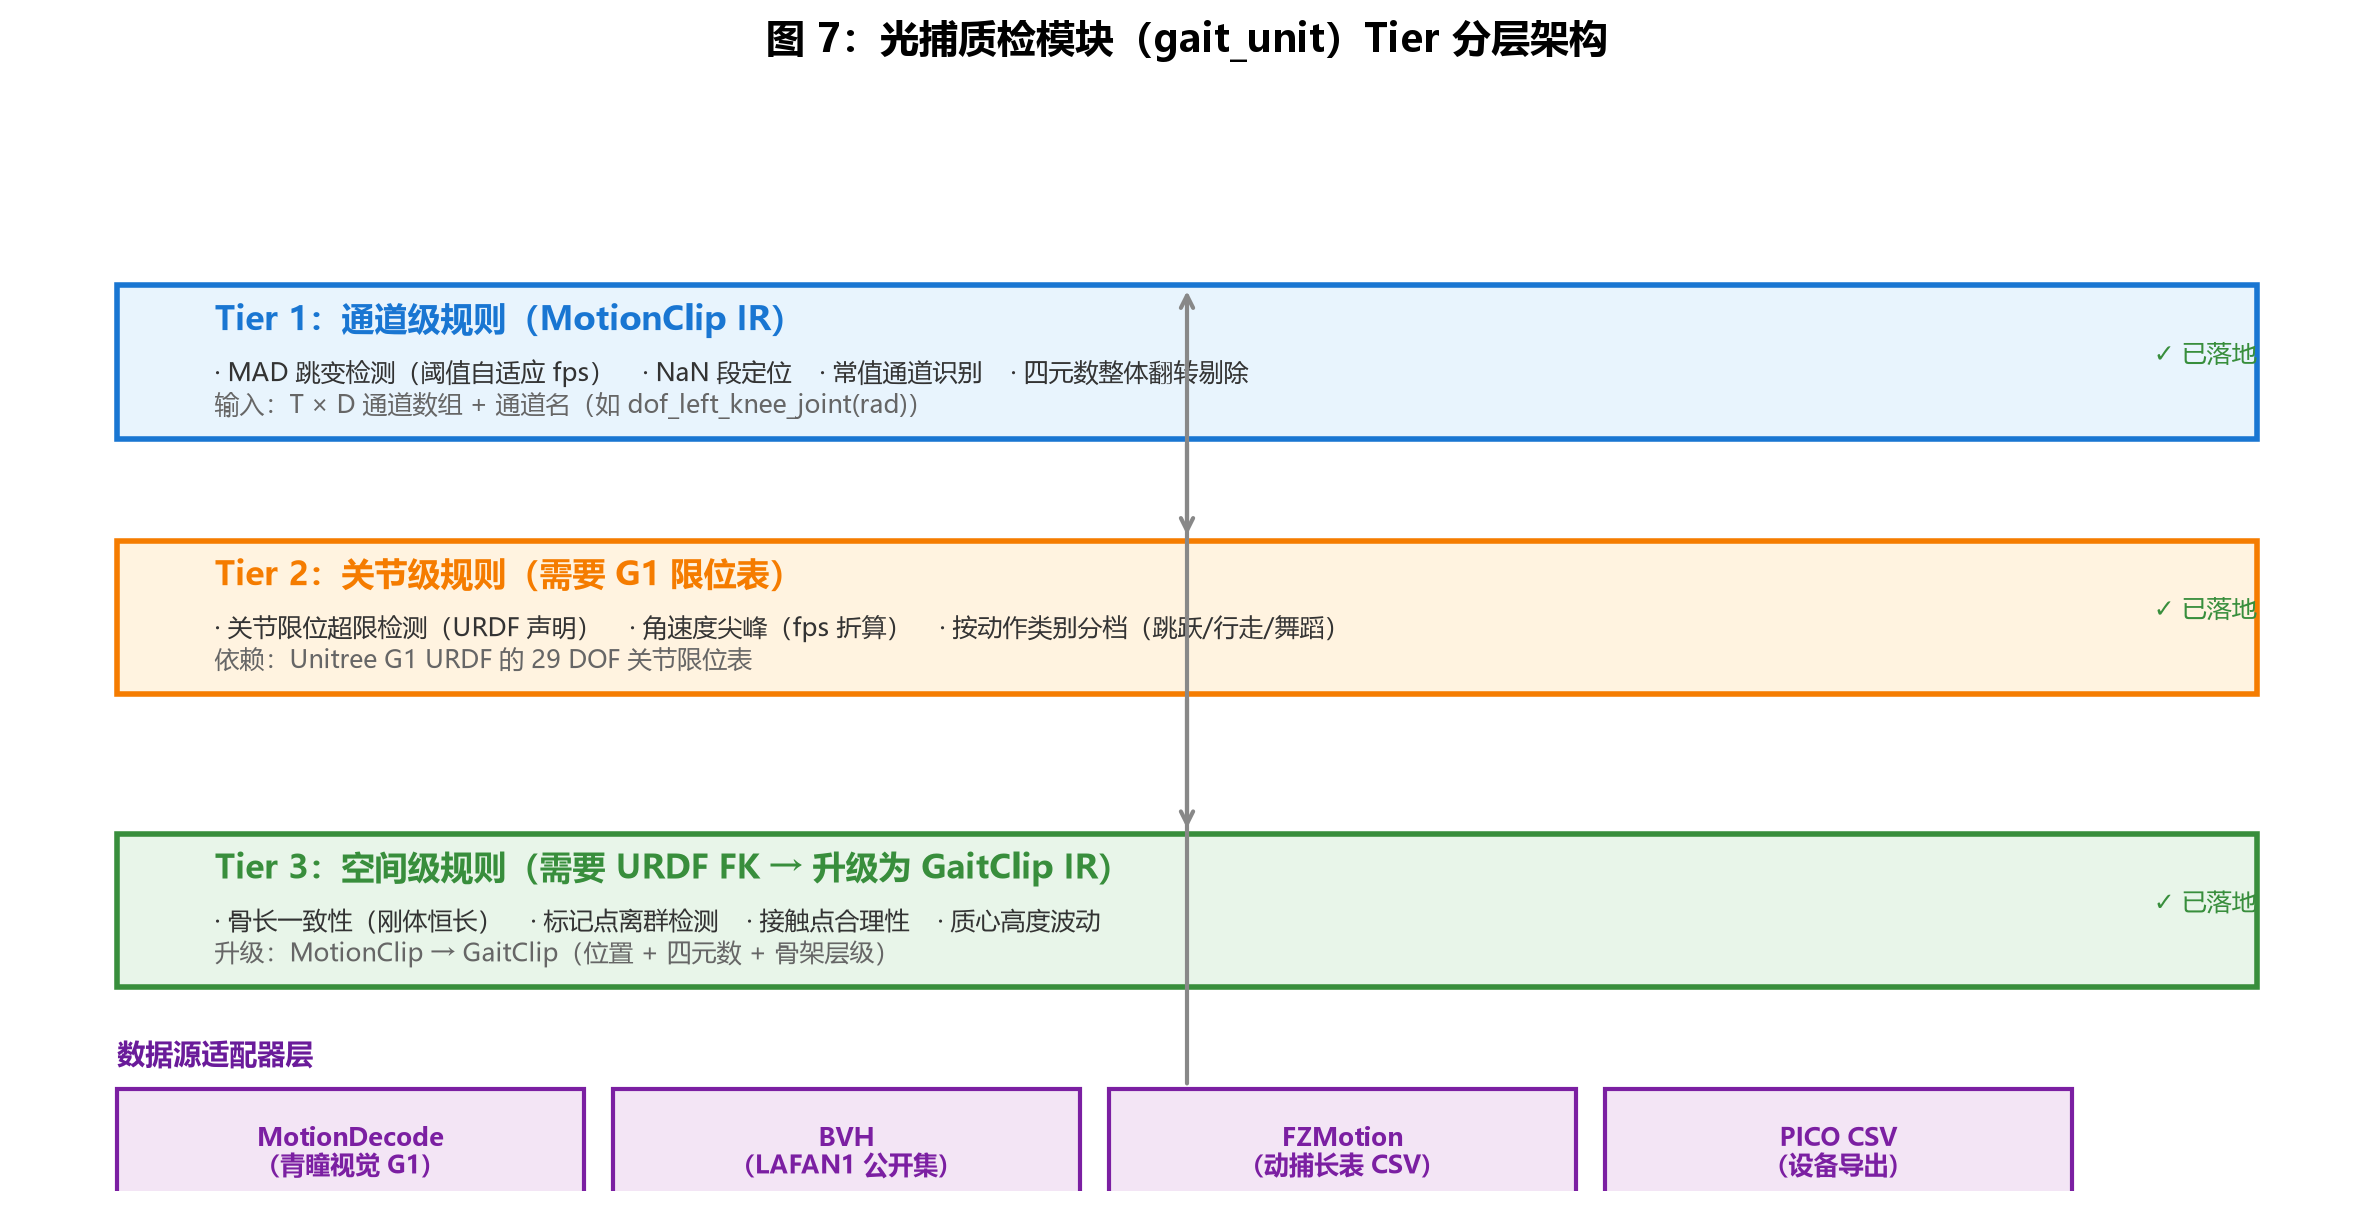 图 7：光捕质检模块（gait_unit）Tier 分层架构
Tier 1：通道级规则（MotionClip IR）
· MAD 跳变检测（阈值自适应 fps） · NaN 段定位 · 常值通道识别 · 四元数整体翻转剔除
输入：T × D 通道数组 + 通道名（如 dof_left_knee_joint(rad)）
✓ 已落地
Tier 2：关节级规则（需要 G1 限位表）
· 关节限位超限检测（URDF 声明） · 角速度尖峰（fps 折算） · 按动作类别分档（跳跃/行走/舞蹈）
依赖：Unitree G1 URDF 的 29 DOF 关节限位表
✓ 已落地
Tier 3：空间级规则（需要 URDF FK → 升级为 GaitClip IR）
· 骨长一致性（刚体恒长） · 标记点离群检测 · 接触点合理性 · 质心高度波动
升级：MotionClip → GaitClip（位置 + 四元数 + 骨架层级）
✓ 已落地
数据源适配器层
MotionDecode
（青瞳视觉 G1）
BVH
（LAFAN1 公开集）
FZMotion
（动捕长表 CSV）
PICO CSV
（设备导出）